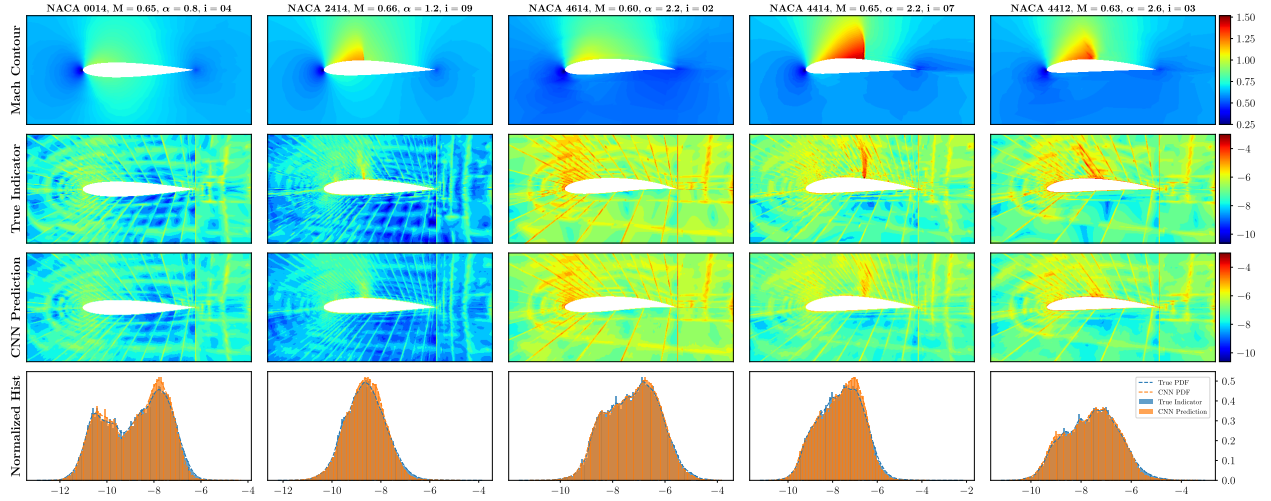 NACA 0014, M = 0.65, α = 0.8, i = 04
NACA 2414, M = 0.66, α = 1.2, i = 09
NACA 4614, M = 0.60, α = 2.2, i = 02
NACA 4414, M = 0.65, α = 2.2, i = 07
NACA 4412, M = 0.63, α = 2.6, i = 03
Mach Contour
1.50
1.25
1.00
0.75
0.50
0.25
True Indicator
−4
−6
−8
−10
CNN Prediction
−4
−6
−8
−10
Normalized Hist
True PDF
CNN PDF
True Indicator
CNN Prediction
0.5
0.4
0.3
0.2
0.1
0.0
−12 −10 −8 −6 −4
−12 −10 −8 −6 −4
−10 −8 −6 −4
−10 −8 −6 −4 −2
−10 −8 −6 −4